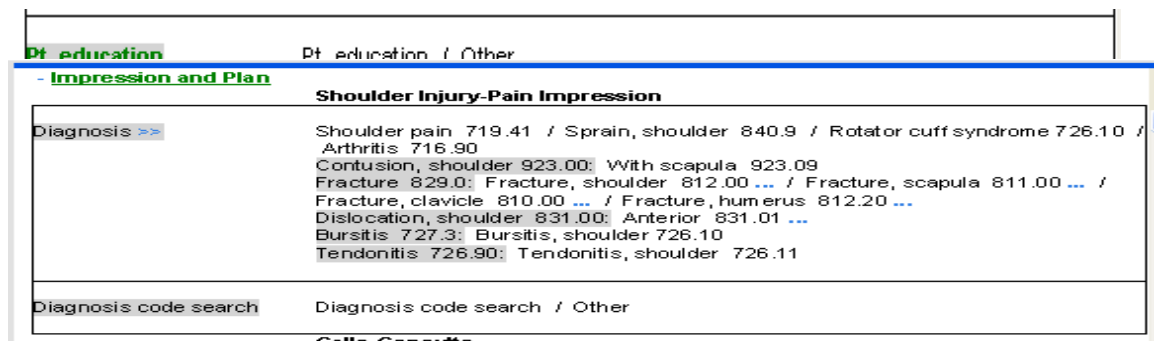 Pt. education Pt. education / Other
- Impression and Plan
Shoulder Injury-Pain Impression
Diagnosis >> Shoulder pain 719.41 / Sprain, shoulder 840.9 / Rotator cuff syndrome 726.10 /
Arthritis 716.90
Contusion, shoulder 923.00: With scapula 923.09
Fracture 829.0: Fracture, shoulder 812.00 ... / Fracture, scapula 811.00 ... /
Fracture, clavicle 810.00 ... / Fracture, humerus 812.20 ...
Dislocation, shoulder 831.00: Anterior 831.01 ...
Bursitis 727.3: Bursitis, shoulder 726.10
Tendonitis 726.90: Tendonitis, shoulder 726.11
Diagnosis code search Diagnosis code search / Other